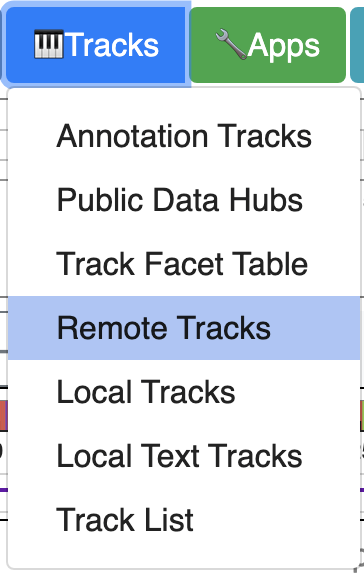 🎹Tracks 🔧Apps
Annotation Tracks
Public Data Hubs
Track Facet Table
Remote Tracks
Local Tracks
Local Text Tracks
Track List